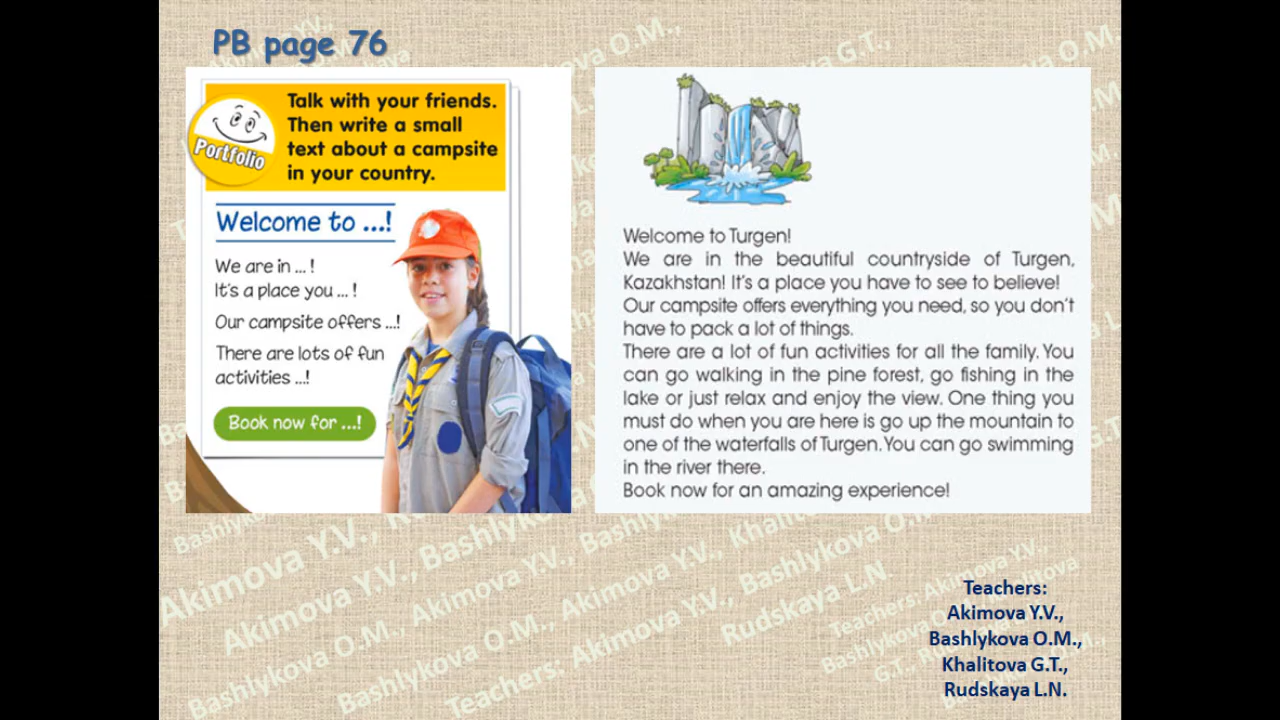 PB page 76
Portfolio
Talk with your friends.
Then write a small
text about a campsite
in your country.
Welcome to ...!
We are in ... !
It's a place you ... !
Our campsite offers ...!
There are lots of fun
activities ...!
Book now for ...!
Welcome to Turgen!
We are in the beautiful countryside of Turgen,
Kazakhstan! It's a place you have to see to believe!
Our campsite offers everything you need, so you don't
have to pack a lot of things.
There are a lot of fun activities for all the family. You
can go walking in the pine forest, go fishing in the
lake or just relax and enjoy the view. One thing you
must do when you are here is go up the mountain to
one of the waterfalls of Turgen. You can go swimming
in the river there.
Book now for an amazing experience!
Teachers:
Akimova Y.V.,
Bashlykova O.M.,
Khalitova G.T.,
Rudskaya L.N.